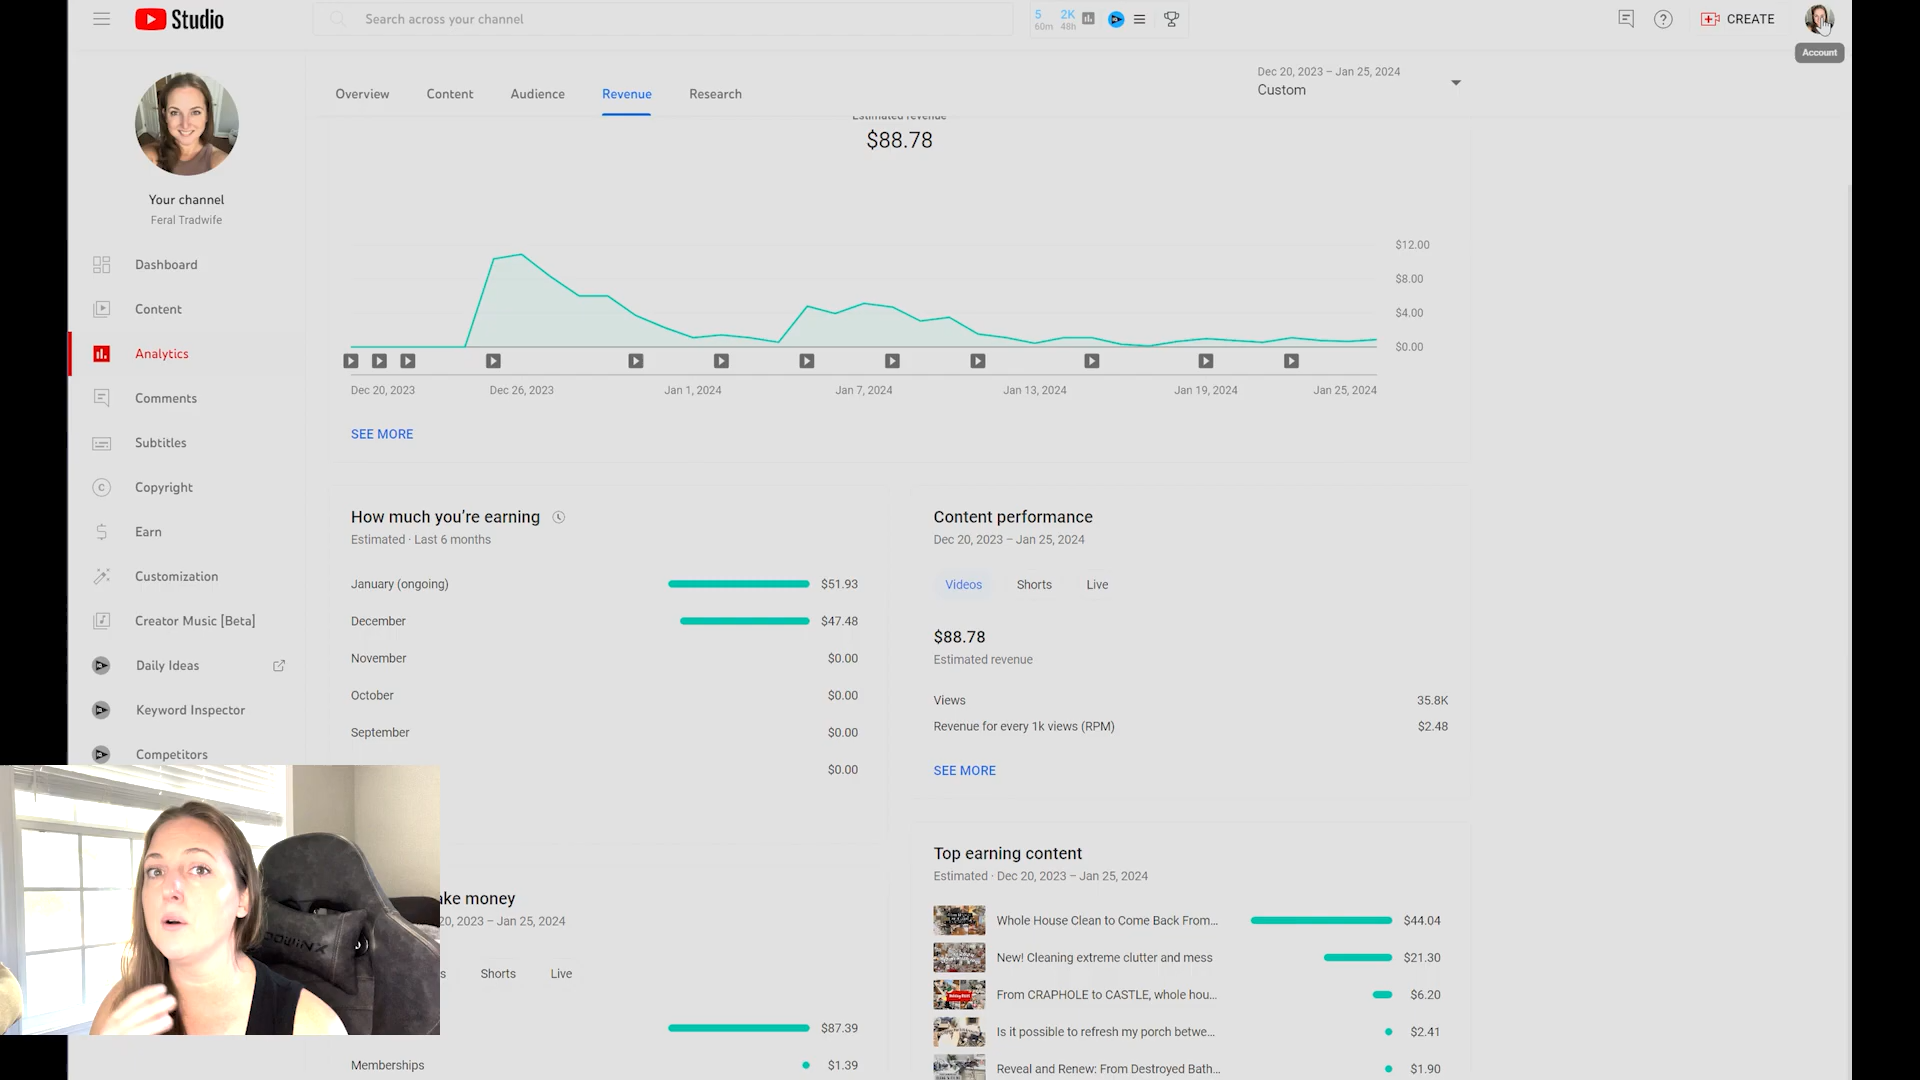 Studio
Search across your channel
5
60m
2K
48h
CREATE
Account
Your channel
Feral Tradwife
Dashboard
Content
Analytics
Comments
Subtitles
Copyright
Earn
Customization
Creator Music [Beta]
Daily Ideas
Keyword Inspector
Competitors
Overview
Content
Audience
Revenue
Research
Dec 20, 2023 – Jan 25, 2024
Custom
Estimated revenue
$88.78
$12.00
$8.00
$4.00
$0.00
Dec 20, 2023
Dec 26, 2023
Jan 1, 2024
Jan 7, 2024
Jan 13, 2024
Jan 19, 2024
Jan 25, 2024
SEE MORE
How much you’re earning
Estimated · Last 6 months
January (ongoing) $51.93
December $47.48
November $0.00
October $0.00
September $0.00
$0.00
Content performance
Dec 20, 2023 – Jan 25, 2024
Videos
Shorts
Live
$88.78
Estimated revenue
Views 35.8K
Revenue for every 1k views (RPM) $2.48
SEE MORE
ake money
20, 2023 – Jan 25, 2024
s
Shorts
Live
$87.39
Memberships $1.39
Top earning content
Estimated · Dec 20, 2023 – Jan 25, 2024
Whole House Clean to Come Back From... $44.04
New! Cleaning extreme clutter and mess $21.30
From CRAPHOLE to CASTLE, whole hou... $6.20
Is it possible to refresh my porch betwe... $2.41
Reveal and Renew: From Destroyed Bath... $1.90